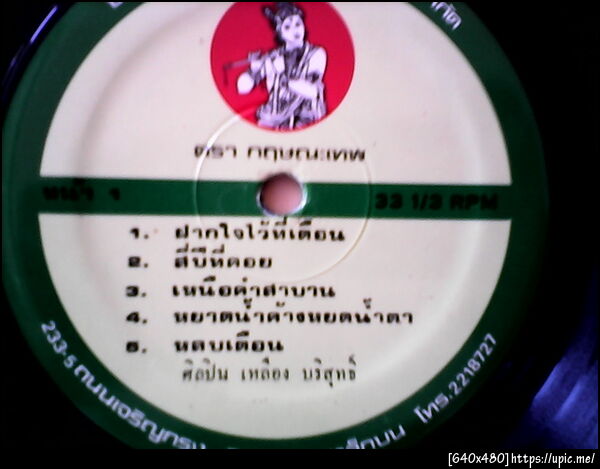 ตรา กฤษณะเทพ
หน้า 1
33 1/3 RPM
1. ฝากใจไว้ที่เดือน
2. สี่ปีที่คอย
3. เหนือคำสาบาน
4. หยาดน้ำค้างหยดน้ำตา
5. หลบเดือน
ศิลปิน เหลือง บริสุทธิ์
233-5 ถนนเจริญกรุง
โทร.2218727
[640x480]https://upic.me/